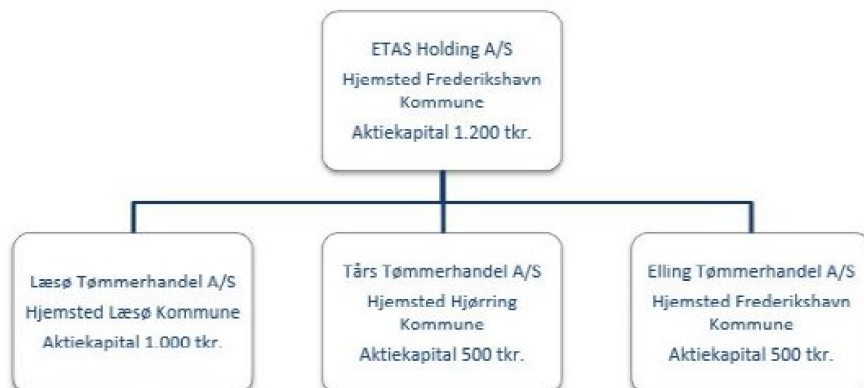 ETAS Holding A/S
Hjemsted Frederikshavn
Kommune
Aktiekapital 1.200 tkr.
Læsø Tømmerhandel A/S
Hjemsted Læsø Kommune
Aktiekapital 1.000 tkr.
Tårs Tømmerhandel A/S
Hjemsted Hjørring
Kommune
Aktiekapital 500 tkr.
Elling Tømmerhandel A/S
Hjemsted Frederikshavn
Kommune
Aktiekapital 500 tkr.